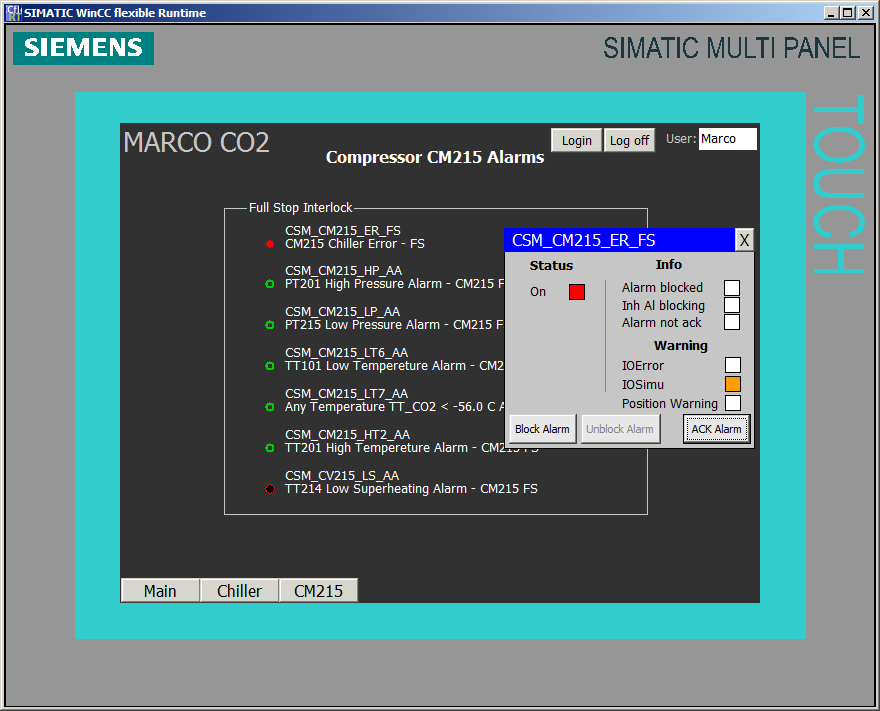 SIMATIC WinCC flexible Runtime
SIEMENS
SIMATIC MULTI PANEL
TOUCH
MARCO CO2
Login
Log off
User: Marco
Compressor CM215 Alarms
Full Stop Interlock
CSM_CM215_ER_FS
CM215 Chiller Error - FS
CSM_CM215_HP_AA
PT201 High Pressure Alarm - CM215 F
CSM_CM215_LP_AA
PT215 Low Pressure Alarm - CM215 F
CSM_CM215_LT6_AA
TT101 Low Tempereture Alarm - CM2
CSM_CM215_LT7_AA
Any Temperature TT_CO2 < -56.0 C A
CSM_CM215_HT2_AA
TT201 High Tempereture Alarm - CM215 FS
CSM_CV215_LS_AA
TT214 Low Superheating Alarm - CM215 FS
CSM_CM215_ER_FS
X
Status
On
Info
Alarm blocked
Inh Al blocking
Alarm not ack
Warning
IOError
IOSimu
Position Warning
Block Alarm
Unblock Alarm
ACK Alarm
Main
Chiller
CM215